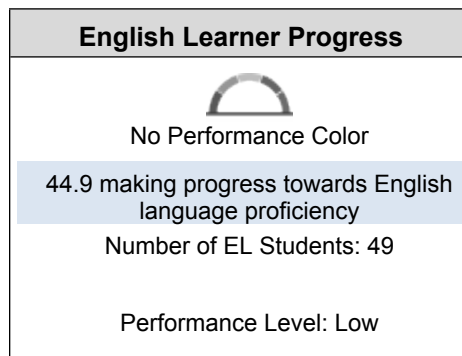 English Learner Progress
No Performance Color
44.9 making progress towards English
language proficiency
Number of EL Students: 49
Performance Level: Low